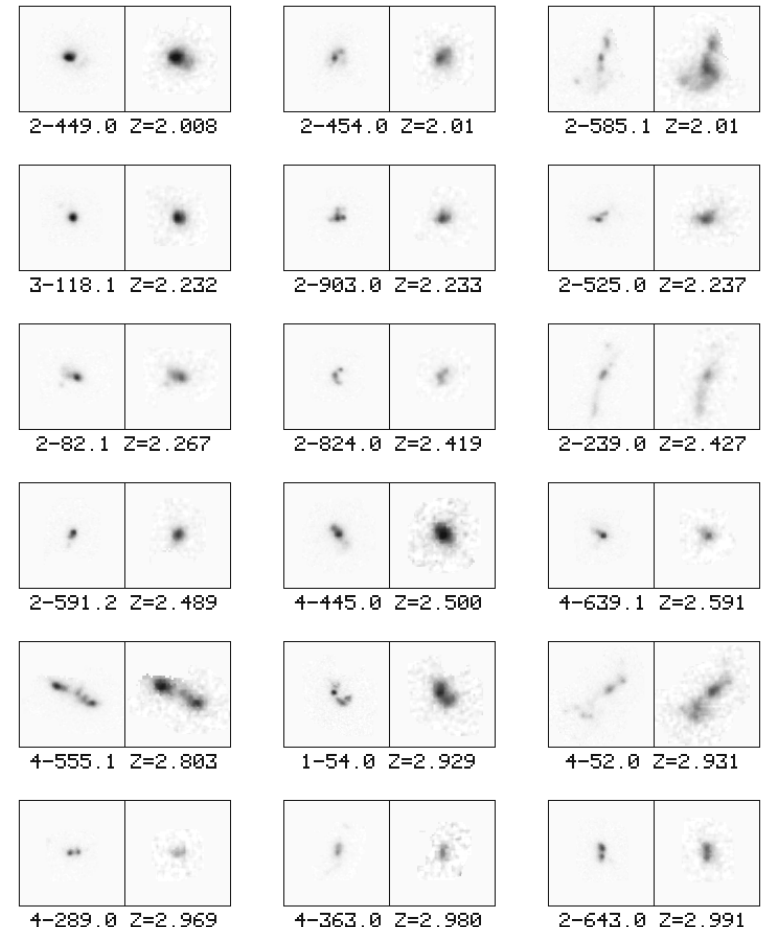 2-449.0 Z=2.008
2-454.0 Z=2.01
2-585.1 Z=2.01
3-118.1 Z=2.232
2-903.0 Z=2.233
2-525.0 Z=2.237
2-82.1 Z=2.267
2-824.0 Z=2.419
2-239.0 Z=2.427
2-591.2 Z=2.489
4-445.0 Z=2.500
4-639.1 Z=2.591
4-555.1 Z=2.803
1-54.0 Z=2.929
4-52.0 Z=2.931
4-289.0 Z=2.969
4-363.0 Z=2.980
2-643.0 Z=2.991